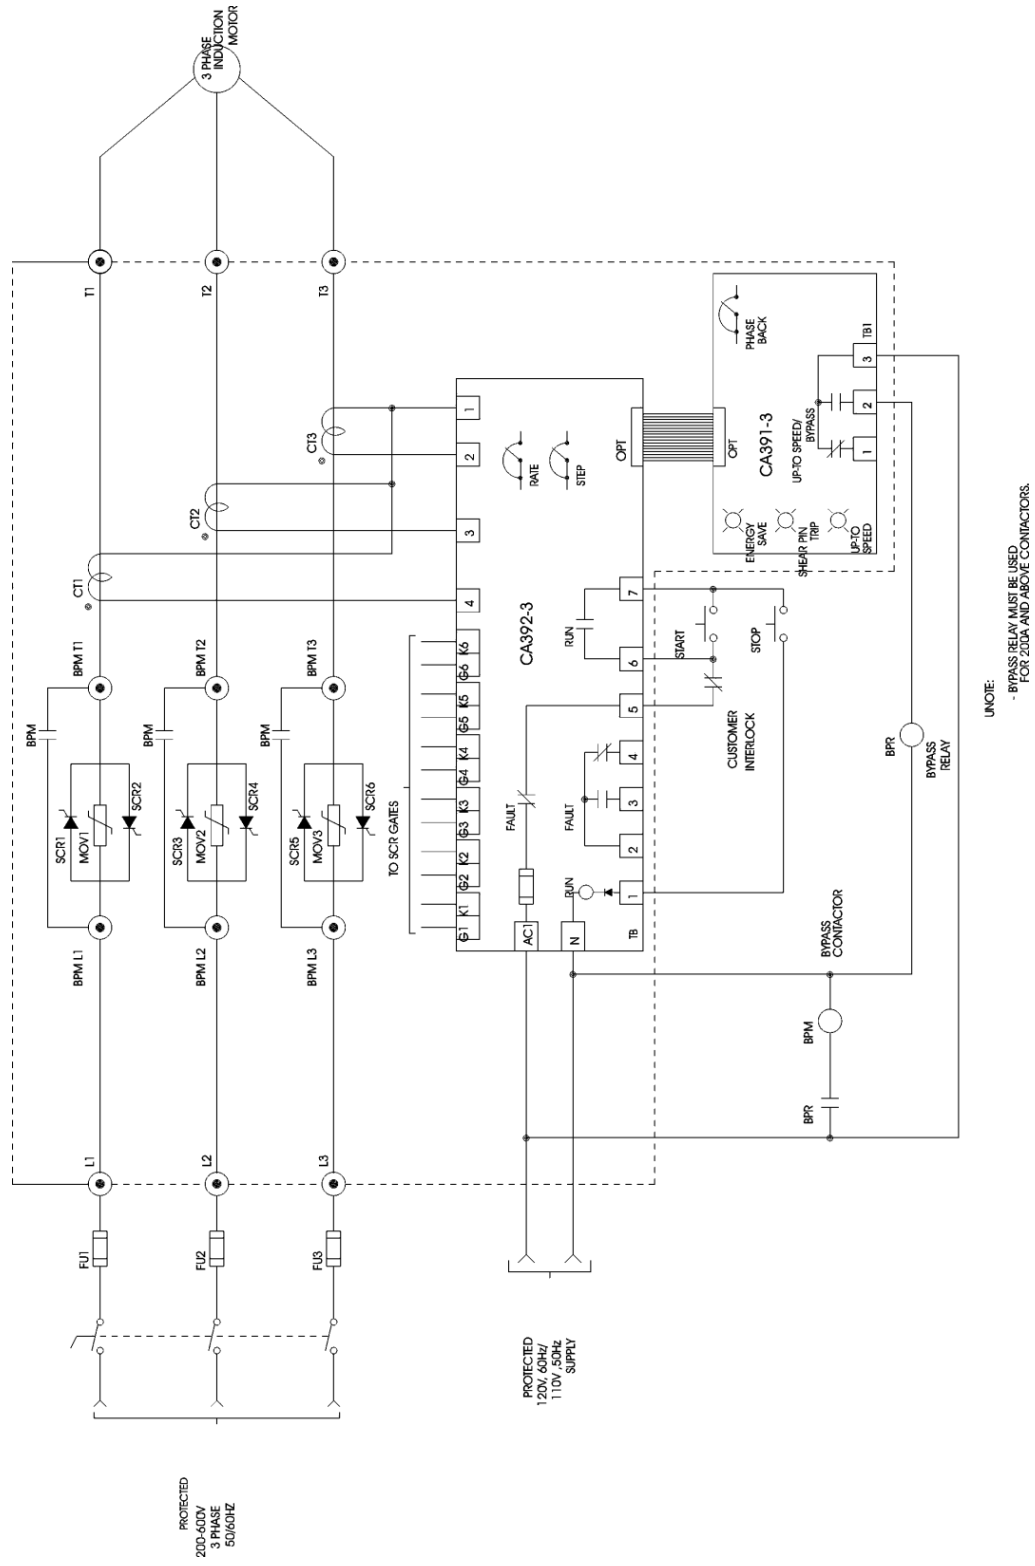 3 PHASE
INDUCTION
MOTOR
T1
T2
T3
CT1
CT2
CT3
BPM T1
BPM T2
BPM T3
BPM
BPM
BPM
SCR1
MOV1
SCR2
SCR3
MOV2
SCR4
SCR5
MOV3
SCR6
BPM L1
BPM L2
BPM L3
L1
L2
L3
FU1
FU2
FU3
PROTECTED
200-600V
3 PHASE
50/60HZ
TO SCR GATES
G1 K1 G2 K2 G3 K3 G4 K4 G5 K5 G6 K6
4 3 2 1
CA392-3
RATE
STEP
OPT
AC1
N
FAULT
RUN
FAULT
RUN
TB
1 2 3 4 5 6 7
OPT
PHASE
BACK
CA391-3
UP-TO SPEED/
BYPASS
ENERGY
SAVE
SHEAR PIN
TRIP
UP-TO
SPEED
1 2 3 TB1
START
STOP
CUSTOMER
INTERLOCK
PROTECTED
120V, 60Hz/
110V ,50Hz
SUPPLY
BPR
BPM
BYPASS
CONTACTOR
BPR
BYPASS
RELAY
UNOTE:
- BYPASS RELAY MUST BE USED
FOR 200A AND ABOVE CONTACTORS.